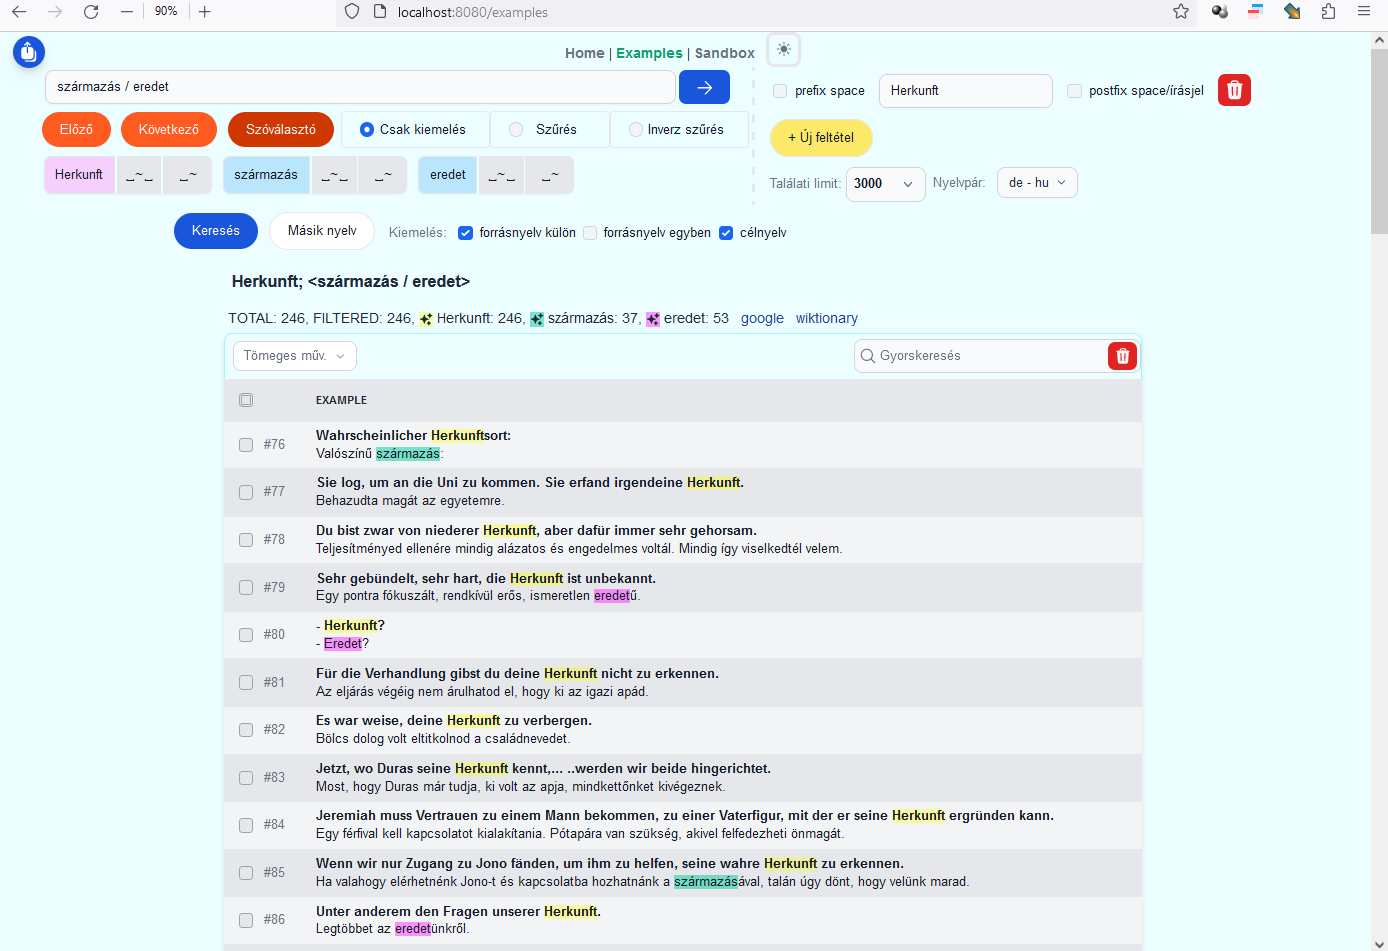 90%
localhost:8080/examples
Home | Examples | Sandbox
származás / eredet
prefix space
Herkunft
postfix space/írásjel
Előző
Következő
Szóválasztó
Csak kiemelés
Szűrés
Inverz szűrés
+ Új feltétel
Herkunft
_~_
_~
származás
_~_
_~
eredet
_~_
_~
Találati limit:
3000
Nyelvpár:
de - hu
Keresés
Másik nyelv
Kiemelés:
forrásnyelv külön
forrásnyelv egyben
célnyelv
Herkunft; <származás / eredet>
TOTAL: 246, FILTERED: 246, Herkunft: 246, származás: 37, eredet: 53 google wiktionary
Tömeges műv.
Gyorskeresés
EXAMPLE
#76
Wahrscheinlicher Herkunftsort:
Valószínű származás:
#77
Sie log, um an die Uni zu kommen. Sie erfand irgendeine Herkunft.
Behazudta magát az egyetemre.
#78
Du bist zwar von niederer Herkunft, aber dafür immer sehr gehorsam.
Teljesítményed ellenére mindig alázatos és engedelmes voltál. Mindig így viselkedtél velem.
#79
Sehr gebündelt, sehr hart, die Herkunft ist unbekannt.
Egy pontra fókuszált, rendkívül erős, ismeretlen eredetű.
#80
- Herkunft?
- Eredet?
#81
Für die Verhandlung gibst du deine Herkunft nicht zu erkennen.
Az eljárás végéig nem árulhatod el, hogy ki az igazi apád.
#82
Es war weise, deine Herkunft zu verbergen.
Bölcs dolog volt eltitkolnod a családnevedet.
#83
Jetzt, wo Duras seine Herkunft kennt,... ..werden wir beide hingerichtet.
Most, hogy Duras már tudja, ki volt az apja, mindkettőnket kivégeznek.
#84
Jeremiah muss Vertrauen zu einem Mann bekommen, zu einer Vaterfigur, mit der er seine Herkunft ergründen kann.
Egy férfival kell kapcsolatot kialakítania. Pótapára van szükség, akivel felfedezheti önmagát.
#85
Wenn wir nur Zugang zu Jono fänden, um ihm zu helfen, seine wahre Herkunft zu erkennen.
Ha valahogy elérhetnénk Jono-t és kapcsolatba hozhatnánk a származásával, talán úgy dönt, hogy velünk marad.
#86
Unter anderem den Fragen unserer Herkunft.
Legtöbbet az eredetünkről.